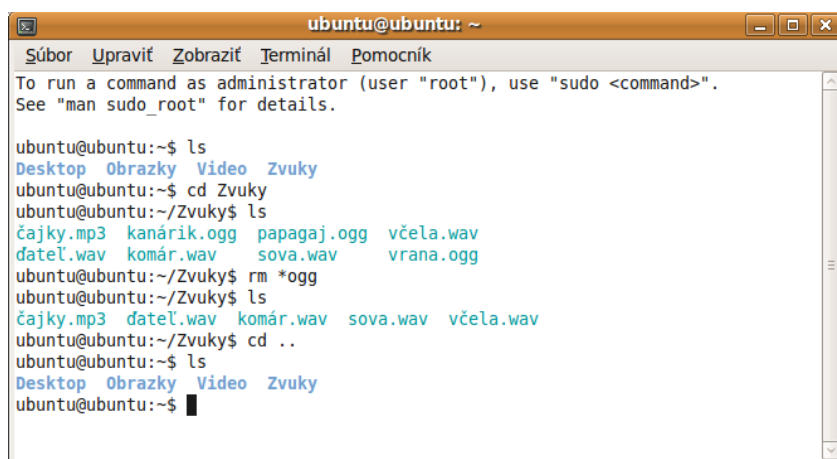 ubuntu@ubuntu: ~
Súbor Upraviť Zobraziť Terminál Pomocník
To run a command as administrator (user "root"), use "sudo <command>".
See "man sudo_root" for details.
ubuntu@ubuntu:~$ ls
Desktop Obrazky Video Zvuky
ubuntu@ubuntu:~$ cd Zvuky
ubuntu@ubuntu:~/Zvuky$ ls
čajky.mp3 kanárik.ogg papagaj.ogg včela.wav
ďateľ.wav komár.wav sova.wav vrana.ogg
ubuntu@ubuntu:~/Zvuky$ rm *ogg
ubuntu@ubuntu:~/Zvuky$ ls
čajky.mp3 ďateľ.wav komár.wav sova.wav včela.wav
ubuntu@ubuntu:~/Zvuky$ cd ..
ubuntu@ubuntu:~$ ls
Desktop Obrazky Video Zvuky
ubuntu@ubuntu:~$